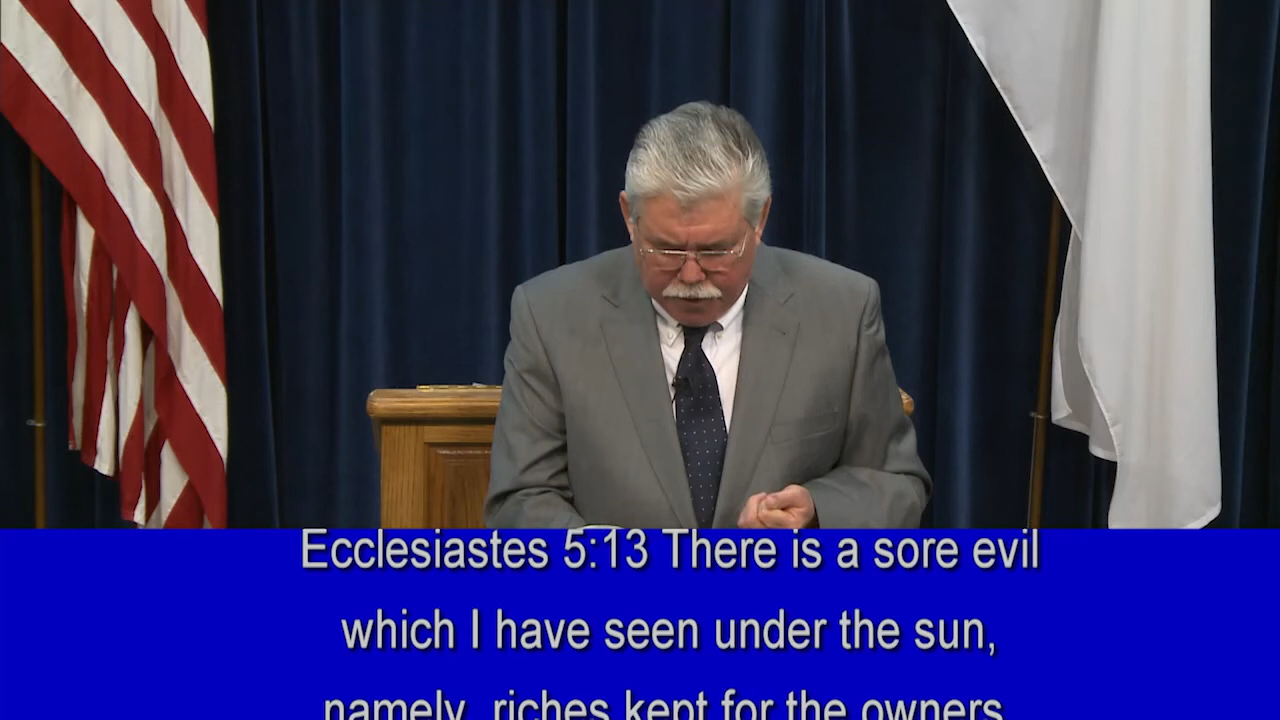 Ecclesiastes 5:13 There is a sore evil
which I have seen under the sun,
namely, riches kept for the owners